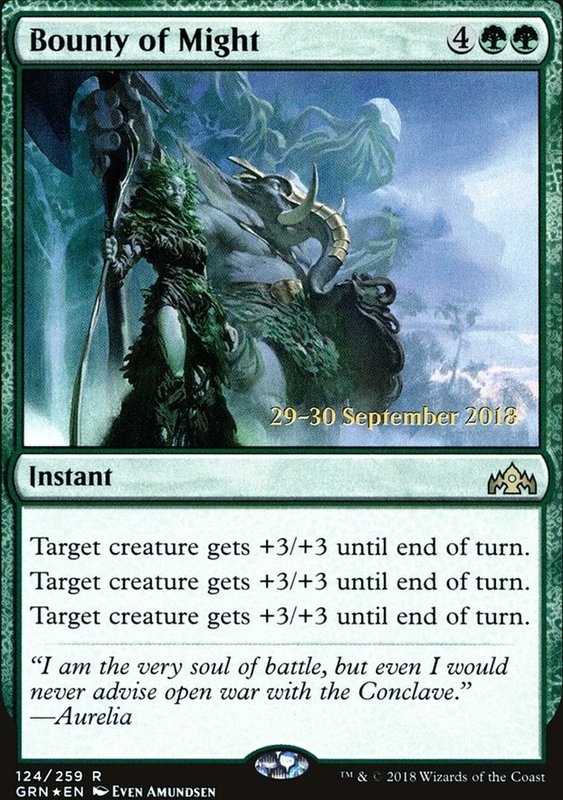 Bounty of Might 4
29-30 September 2018
Instant
Target creature gets +3/+3 until end of turn.
Target creature gets +3/+3 until end of turn.
Target creature gets +3/+3 until end of turn.
“I am the very soul of battle, but even I would
never advise open war with the Conclave.”
—Aurelia
124/259 R
GRN★EN Even Amundsen
™ & © 2018 Wizards of the Coast